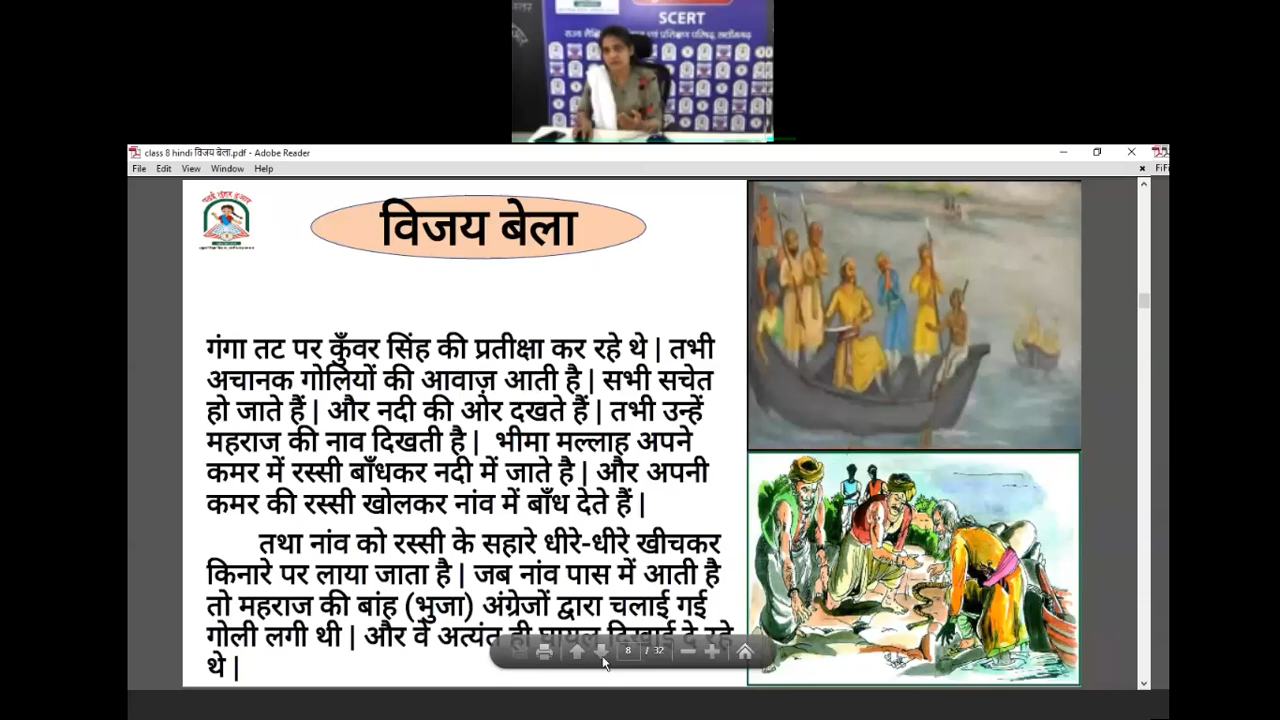 SCERT
class 8 hindi विजय बेला.pdf - Adobe Reader
File Edit View Window Help
विजय बेला
गंगा तट पर कुँवर सिंह की प्रतीक्षा कर रहे थे | तभी
अचानक गोलियों की आवाज़ आती है | सभी सचेत
हो जाते हैं | और नदी की ओर दखते हैं | तभी उन्हें
महराज की नाव दिखती है | भीमा मल्लाह अपने
कमर में रस्सी बाँधकर नदी में जाते है | और अपनी
कमर की रस्सी खोलकर नांव में बाँध देते हैं |
तथा नांव को रस्सी के सहारे धीरे-धीरे खीचकर
किनारे पर लाया जाता है | जब नांव पास में आती है
तो महराज की बांह (भुजा) अंग्रेजों द्वारा चलाई गई
गोली लगी थी | और वे अत्यंत ही घायल दिखाई दे रहे
थे |
8 / 32